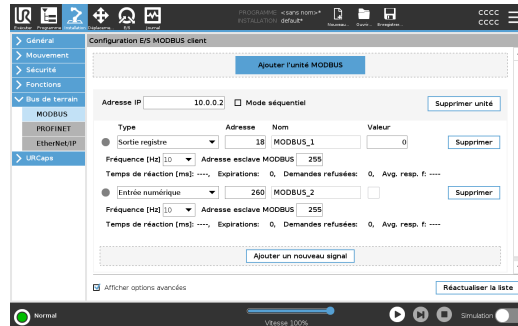 PROGRAMME <sans nom>*
INSTALLATION default*
Exécuter Programme Installation Déplacem... E/S Journal Nouveau... Ouvrir... Enregistrer...
CCCC
CCCC
Général
Mouvement
Sécurité
Fonctions
Bus de terrain
MODBUS
PROFINET
EtherNet/IP
URCaps
Configuration E/S MODBUS client
Ajouter l'unité MODBUS
Adresse IP 10.0.0.2 Mode séquentiel Supprimer unité
Type Adresse Nom Valeur
Sortie registre 18 MODBUS_1 0 Supprimer
Fréquence [Hz] 10 Adresse esclave MODBUS 255
Temps de réaction [ms]: ----, Expirations: 0, Demandes refusées: 0, Avg. resp. f: ----
Entrée numérique 260 MODBUS_2 Supprimer
Fréquence [Hz] 10 Adresse esclave MODBUS 255
Temps de réaction [ms]: ----, Expirations: 0, Demandes refusées: 0, Avg. resp. f: ----
Ajouter un nouveau signal
Afficher options avancées Réactualiser la liste
Normal Vitesse 100% Simulation